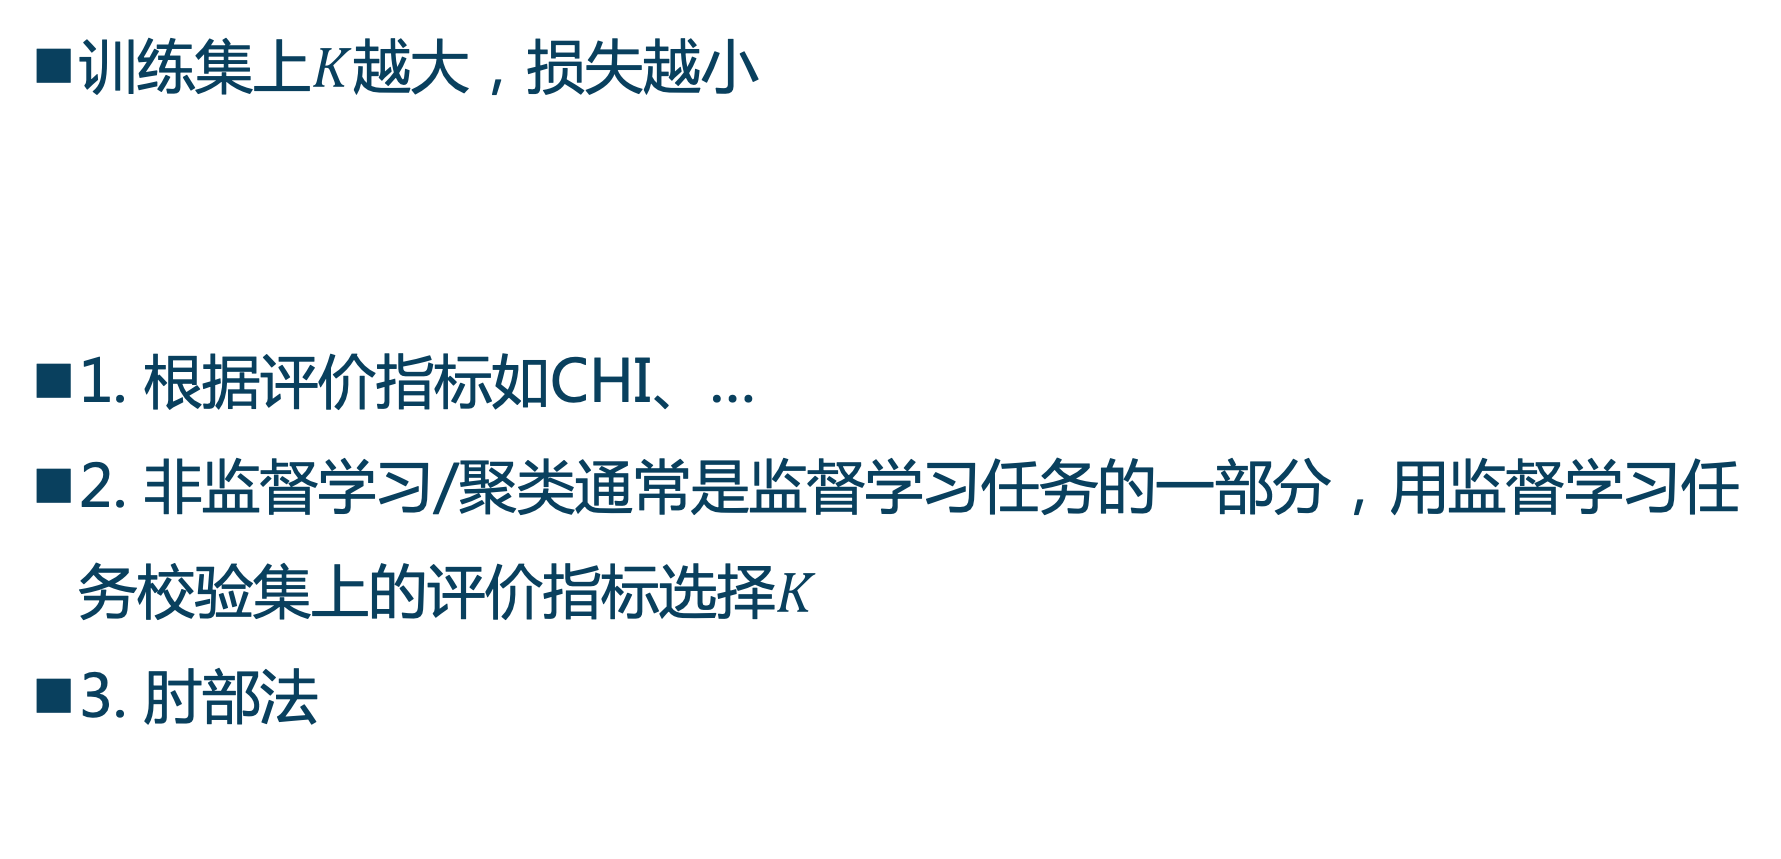 ■训练集上K越大，损失越小
■1. 根据评价指标如CHI、...
■2. 非监督学习/聚类通常是监督学习任务的一部分，用监督学习任
务校验集上的评价指标选择K
■3. 肘部法